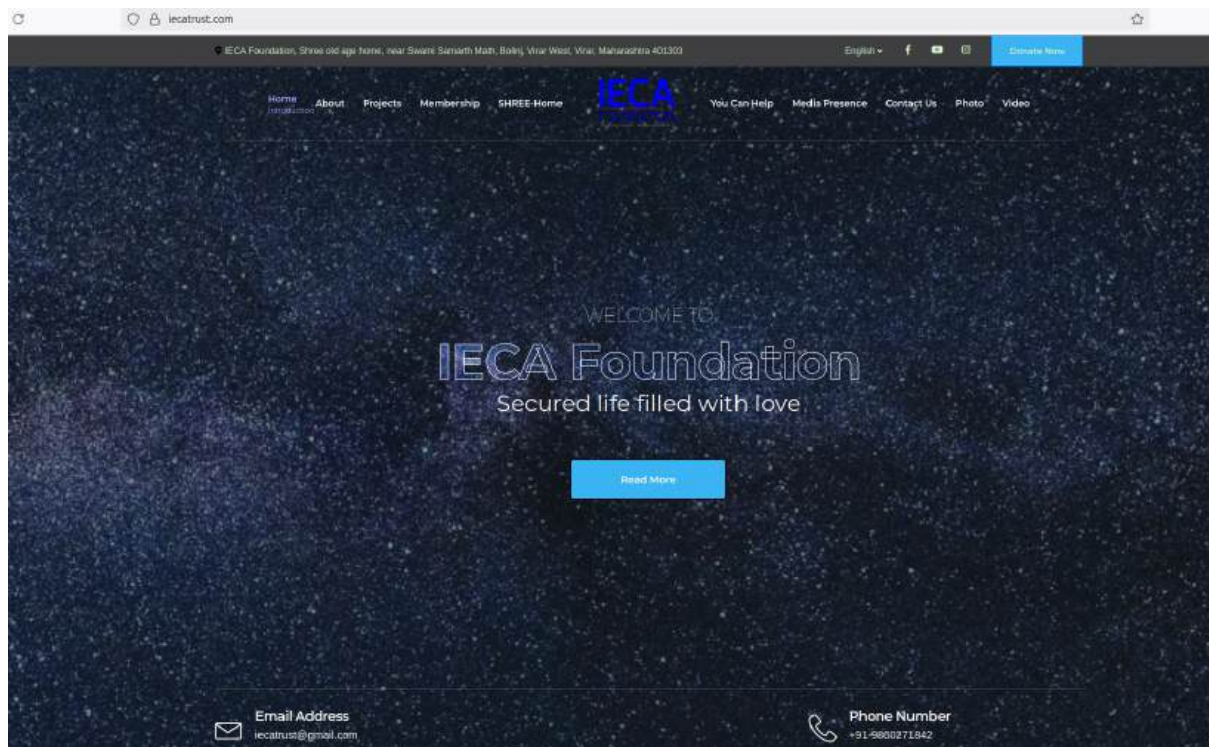 iecatrust.com
IECA Foundation, Shree old age home, near Swami Samarth Math, Bolinj, Virar West, Virar, Maharashtra 401303
English
Donate Now
Home
Introduction
About
Projects
Membership
SHREE-Home
IECA
You Can Help
Media Presence
Contact Us
Photo
Video
WELCOME TO
IECA Foundation
Secured life filled with love
Read More
Email Address
iecatrust@gmail.com
Phone Number
+91-9860271842